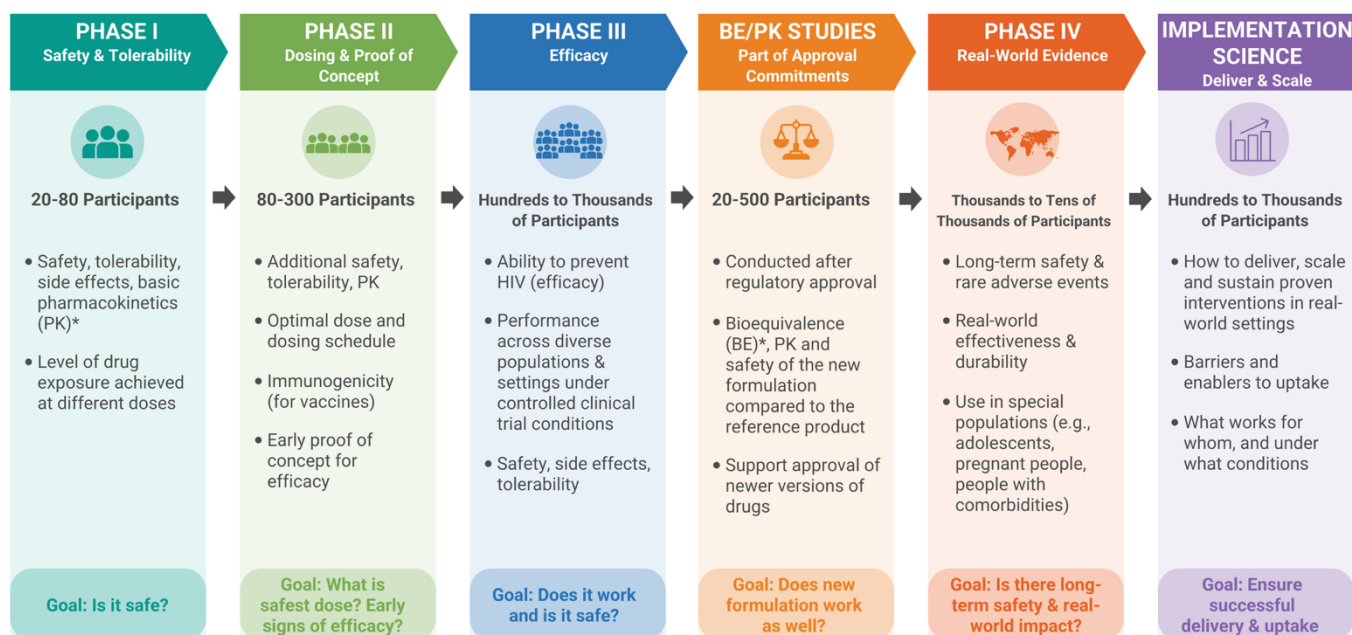 PHASE I
Safety & Tolerability
20-80 Participants
• Safety, tolerability,
side effects, basic
pharmacokinetics
(PK)*
• Level of drug
exposure achieved
at different doses
Goal: Is it safe?
PHASE II
Dosing & Proof of
Concept
80-300 Participants
• Additional safety,
tolerability, PK
• Optimal dose and
dosing schedule
• Immunogenicity
(for vaccines)
• Early proof of
concept for
efficacy
Goal: What is
safest dose? Early
signs of efficacy?
PHASE III
Efficacy
Hundreds to Thousands
of Participants
• Ability to prevent
HIV (efficacy)
• Performance
across diverse
populations &
settings under
controlled clinical
trial conditions
• Safety, side effects,
tolerability
Goal: Does it work
and is it safe?
BE/PK STUDIES
Part of Approval
Commitments
20-500 Participants
• Conducted after
regulatory approval
• Bioequivalence
(BE)*, PK and
safety of the new
formulation
compared to the
reference product
• Support approval of
newer versions of
drugs
Goal: Does new
formulation work
as well?
PHASE IV
Real-World Evidence
Thousands to Tens of
Thousands of Participants
• Long-term safety &
rare adverse events
• Real-world
effectiveness &
durability
• Use in special
populations (e.g.,
adolescents,
pregnant people,
people with
comorbidities)
Goal: Is there long-
term safety & real-
world impact?
IMPLEMENTATION
SCIENCE
Deliver & Scale
Hundreds to Thousands
of Participants
• How to deliver, scale
and sustain proven
interventions in real-
world settings
• Barriers and
enablers to uptake
• What works for
whom, and under
what conditions
Goal: Ensure
successful
delivery & uptake